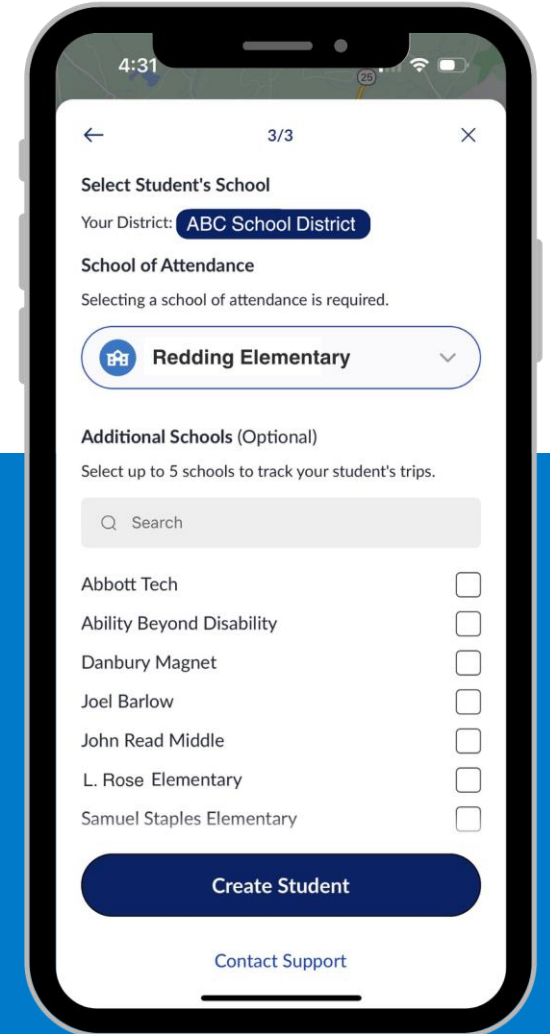 4:31
25
3/3
Select Student's School
Your District: ABC School District
School of Attendance
Selecting a school of attendance is required.
Redding Elementary
Additional Schools (Optional)
Select up to 5 schools to track your student's trips.
Search
Abbott Tech
Ability Beyond Disability
Danbury Magnet
Joel Barlow
John Read Middle
L. Rose Elementary
Samuel Staples Elementary
Create Student
Contact Support